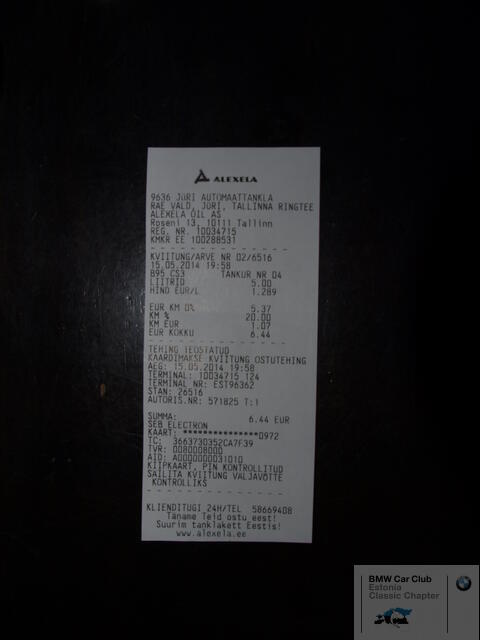 ALEXELA
9636 JüRI AUTOMAATTANKLA
RAE VALD, JüRI, TALLINNA RINGTEE
ALEXELA OIL AS
Roseni 13, 10111 Tallinn
REG. NR. 10034715
KMKR EE 100288531
KVIITUNG/ARVE NR 02/6516
15.05.2014 19:58
B95 CS3 TANKUR NR 04
LIITRID 5.00
HIND EUR/L 1.289
EUR KM 0% 5.37
KM % 20.00
KM EUR 1.07
EUR KOKKU 6.44
TEHING TEOSTATUD
KAARDIMAKSE KVIITUNG OSTUTEHING
AEG: 15.05.2014 19:58
TERMINAL: 10034715 124
TERMINAL NR: EST96362
STAN: 26516
AUTORIS.NR: 571825 T:1
SUMMA: 6.44 EUR
SEB ELECTRON
KAART: ***************0972
TC: 3663730352CA7F39
TVR: 0080008000
AID: A0000000031010
KIIPKAART, PIN KONTROLLITUD
SAILITA KVIITUNG VALJAVÕTTE
KONTROLLIKS
KLIENDITUGI 24H/TEL 58669408
Täname Teid ostu eest!
Suurim tanklakett Eestis!
www.alexela.ee
BMW Car Club
Estonia
Classic Chapter